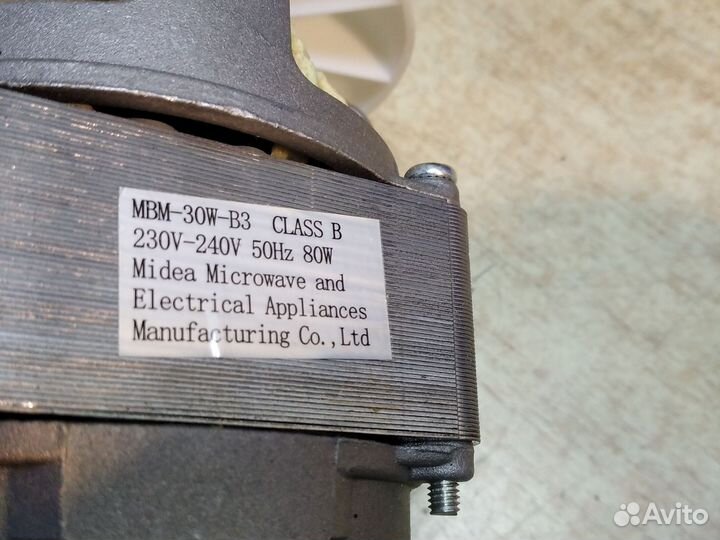 MBM-30W-B3 CLASS B
230V-240V 50Hz 80W
Midea Microwave and
Electrical Appliances
Manufacturing Co.,Ltd
Avito